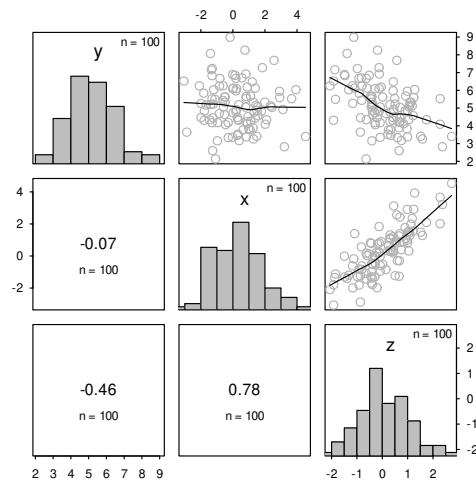 -2 0 2 4
y n = 100
9
8
7
6
5
4
3
2
4
2
0
-2
-0.07
n = 100
x n = 100
-0.46
n = 100
0.78
n = 100
z n = 100
2
1
0
-1
-2
2 3 4 5 6 7 8 9
-2 -1 0 1 2